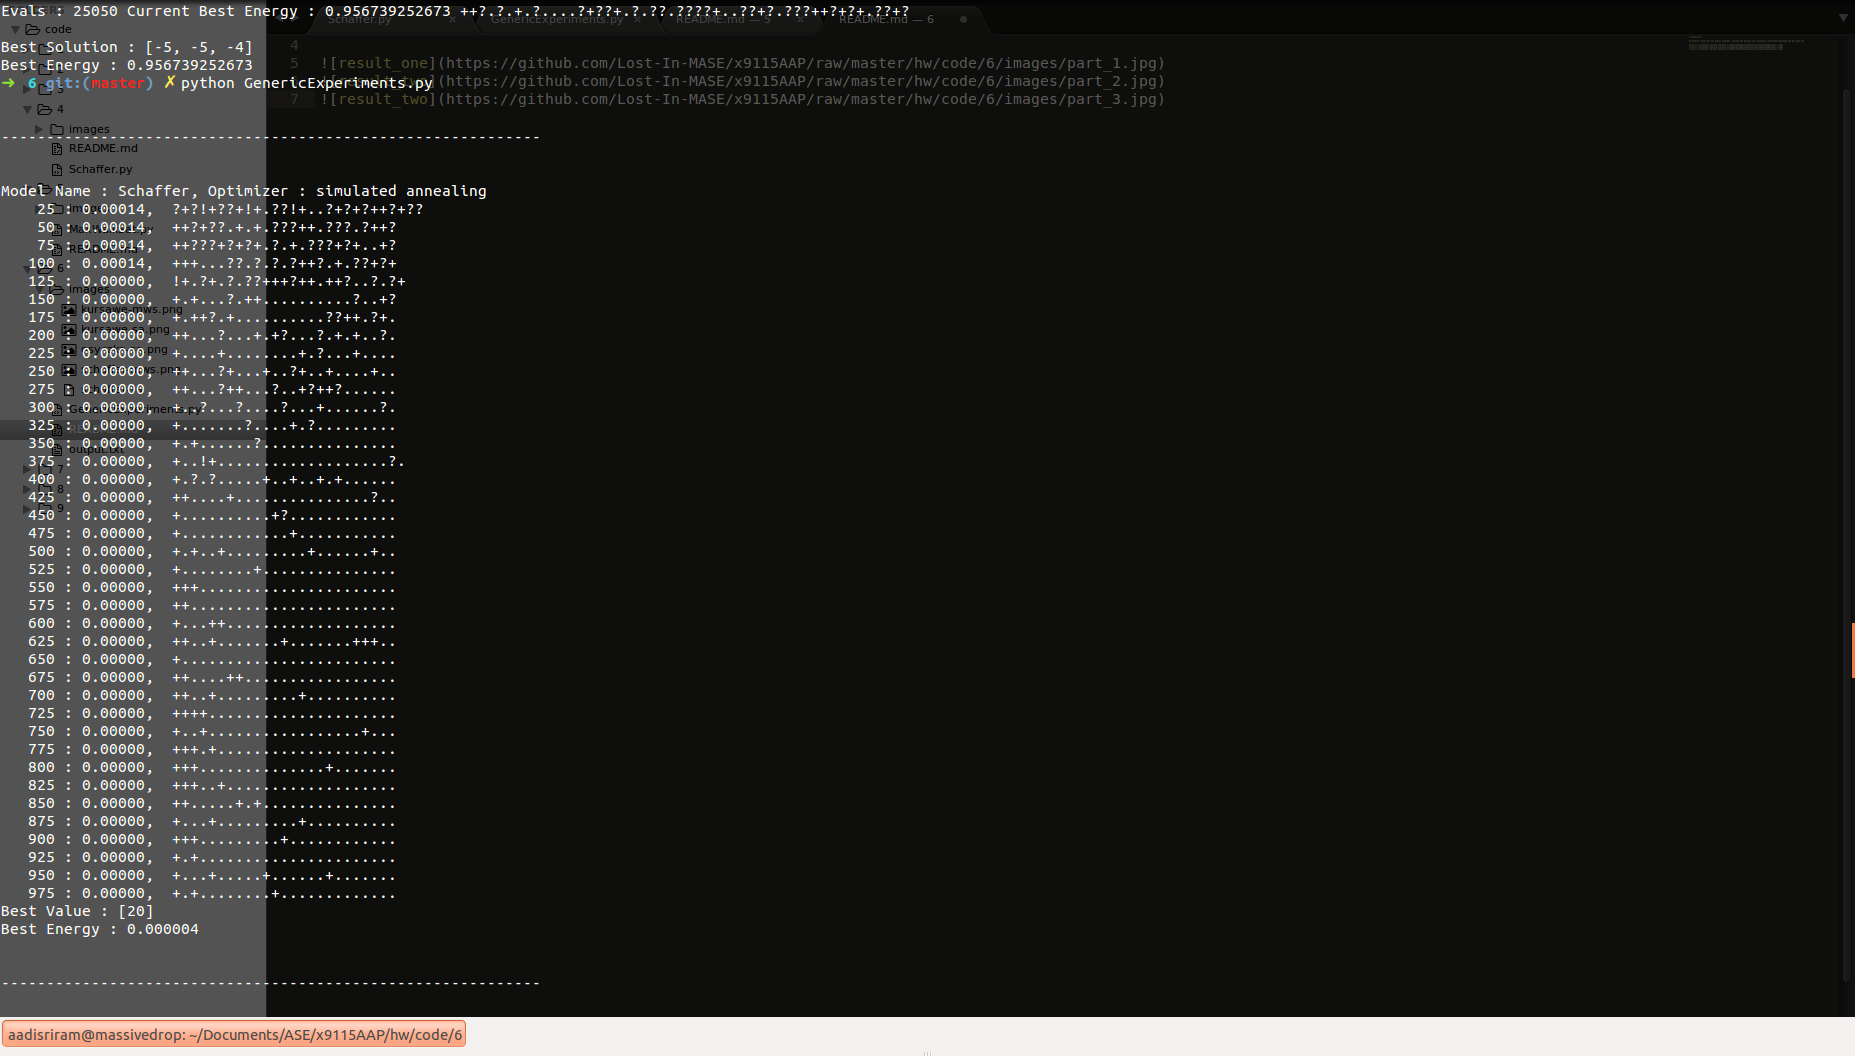 Evals : 25050 Current Best Energy : 0.956739252673 ++?.?.+.?....?+??+.?.??.????+..??+?.???++?+?+.??+?
Schaffer.py
GenericExperiments.py
README.md — 5
README.md — 6
code
Best Solution : [-5, -5, -4]
Best Energy : 0.956739252673
➜ 6 git:(master) ✗ python GenericExperiments.py
4
5 ![result_one](https://github.com/Lost-In-MASE/x9115AAP/raw/master/hw/code/6/images/part_1.jpg)
(https://github.com/Lost-In-MASE/x9115AAP/raw/master/hw/code/6/images/part_2.jpg)
7 ![result_two](https://github.com/Lost-In-MASE/x9115AAP/raw/master/hw/code/6/images/part_3.jpg)
4
images
------------------------------------------------------------
README.md
Schaffer.py
Model Name : Schaffer, Optimizer : simulated annealing
25 : 0.00014, ?+?!+??+!+.??!+..?+?+?++?+??
50 : 0.00014, ++?+??.+.+.???++.???.?++?
75 : 0.00014, ++???+?+?+.?.+.???+?+..+?
100 : 0.00014, +++...??.?.?.?++?.+.??+?+
6
125 : 0.00000, !+.?+.?.??+++?++.++?..?.?+
images
150 : 0.00000, +.+...?.++..........?..+?
kursawe-mws.png
175 : 0.00000, +.++?.+..........??++.?+.
200 : 0.00000, ++...?...+.+?...?.+.+..?.
225 : 0.00000, +....+........+.?...+....
250 : 0.00000, ++...?+...+..?+..+....+..
275 : 0.00000, ++...?++...?..+?++?......
300 : 0.00000, +..?...?....?...+......?.
325 : 0.00000, +.......?....+.?.........
350 : 0.00000, +.+......?...............
output.txt
375 : 0.00000, +..!+...................?.
7
400 : 0.00000, +.?.?.....+..+..+.+......
8
425 : 0.00000, ++....+...............?..
9
450 : 0.00000, +..........+?............
475 : 0.00000, +............+...........
500 : 0.00000, +.+..+.........+......+..
525 : 0.00000, +........+...............
550 : 0.00000, +++......................
575 : 0.00000, ++.......................
600 : 0.00000, +...++...................
625 : 0.00000, ++..+.......+.......+++..
650 : 0.00000, +........................
675 : 0.00000, ++....++.................
700 : 0.00000, ++..+.........+..........
725 : 0.00000, ++++.....................
750 : 0.00000, +..+.................+...
775 : 0.00000, +++.+....................
800 : 0.00000, +++..............+.......
825 : 0.00000, +++..+...................
850 : 0.00000, ++.....+.+...............
875 : 0.00000, +...+.........+..........
900 : 0.00000, +++.........+............
925 : 0.00000, +.+......................
950 : 0.00000, +...+.....+......+.......
975 : 0.00000, +.+........+.............
Best Value : [20]
Best Energy : 0.000004
------------------------------------------------------------
aadisriram@massivedrop: ~/Documents/ASE/x9115AAP/hw/code/6